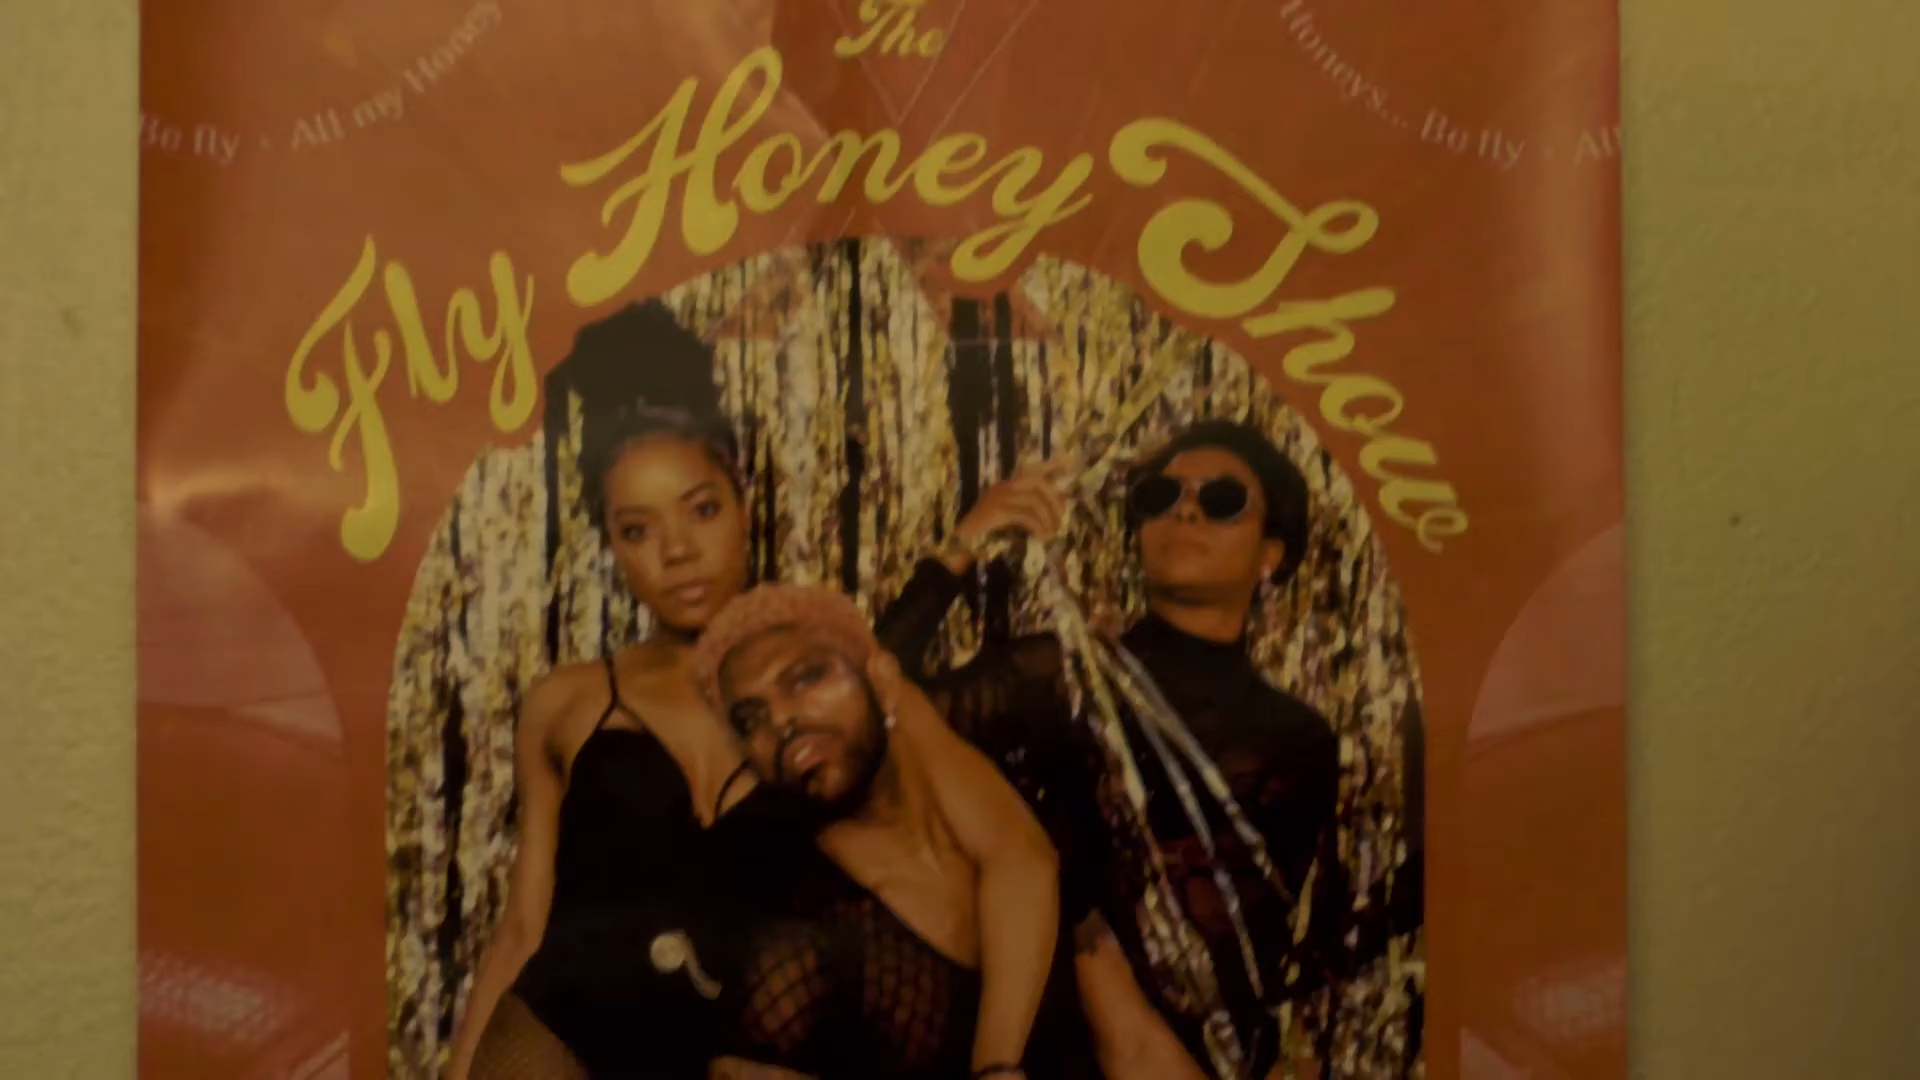 The
Fly Honey Show
Be fly • All my Honey
Honeys... Be fly • All